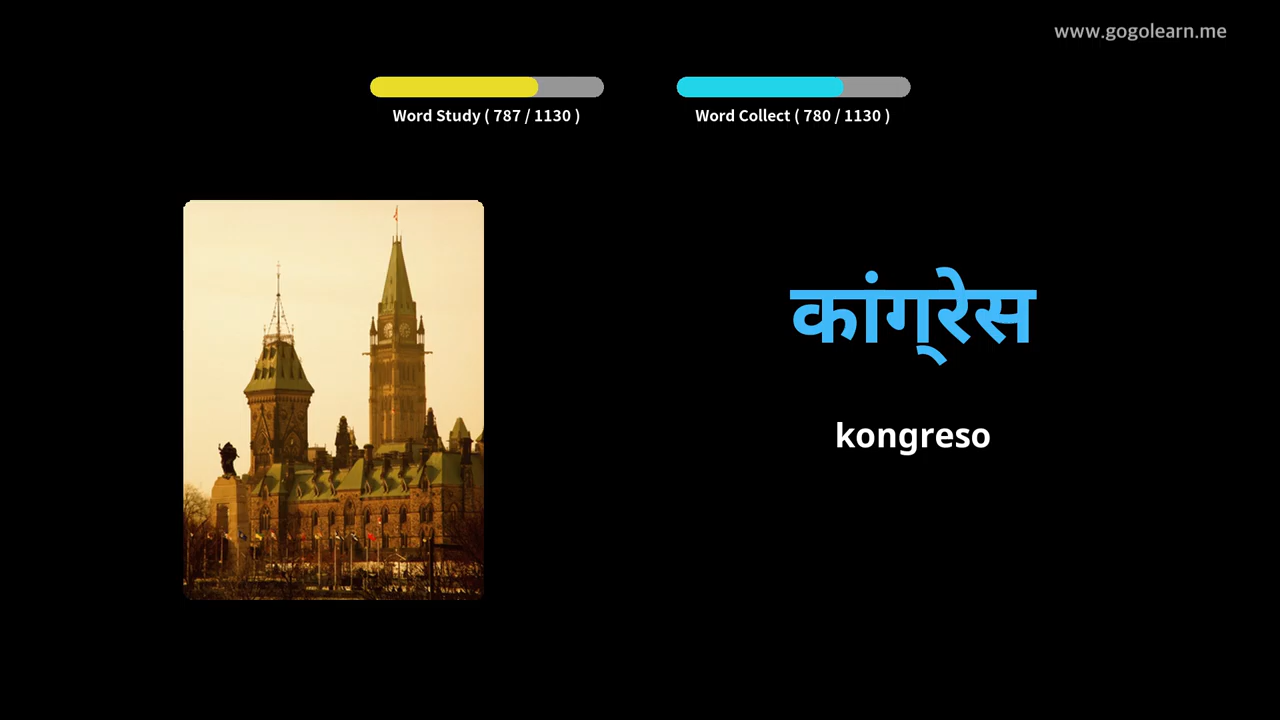 www.gogolearn.me
Word Study ( 787 / 1130 )
Word Collect ( 780 / 1130 )
कांग्रेस
kongreso